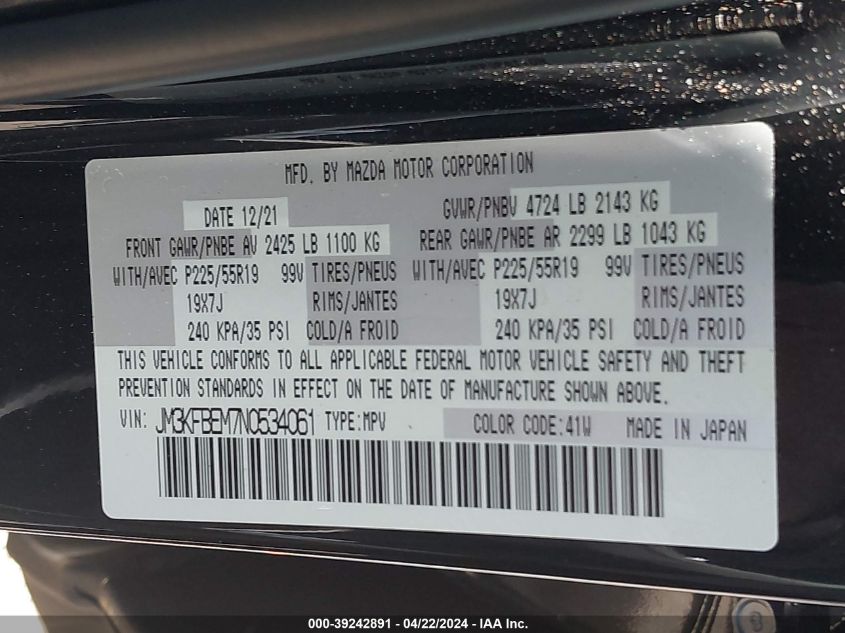 MFD. BY MAZDA MOTOR CORPORATION
DATE 12/21 GVWR/PNBV 4724 LB 2143 KG
FRONT GAWR/PNBE AV 2425 LB 1100 KG REAR GAWR/PNBE AR 2299 LB 1043 KG
WITH/AVEC P225/55R19 99V TIRES/PNEUS WITH/AVEC P225/55R19 99V TIRES/PNEUS
19X7J RIMS/JANTES 19X7J RIMS/JANTES
240 KPA/35 PSI COLD/A FROID 240 KPA/35 PSI COLD/A FROID
THIS VEHICLE CONFORMS TO ALL APPLICABLE FEDERAL MOTOR VEHICLE SAFETY AND THEFT
PREVENTION STANDARDS IN EFFECT ON THE DATE OF MANUFACTURE SHOWN ABOVE.
VIN: JM3KFBEM7N0534061 TYPE:MPV COLOR CODE:41W MADE IN JAPAN
000-39242891 - 04/22/2024 - IAA Inc.